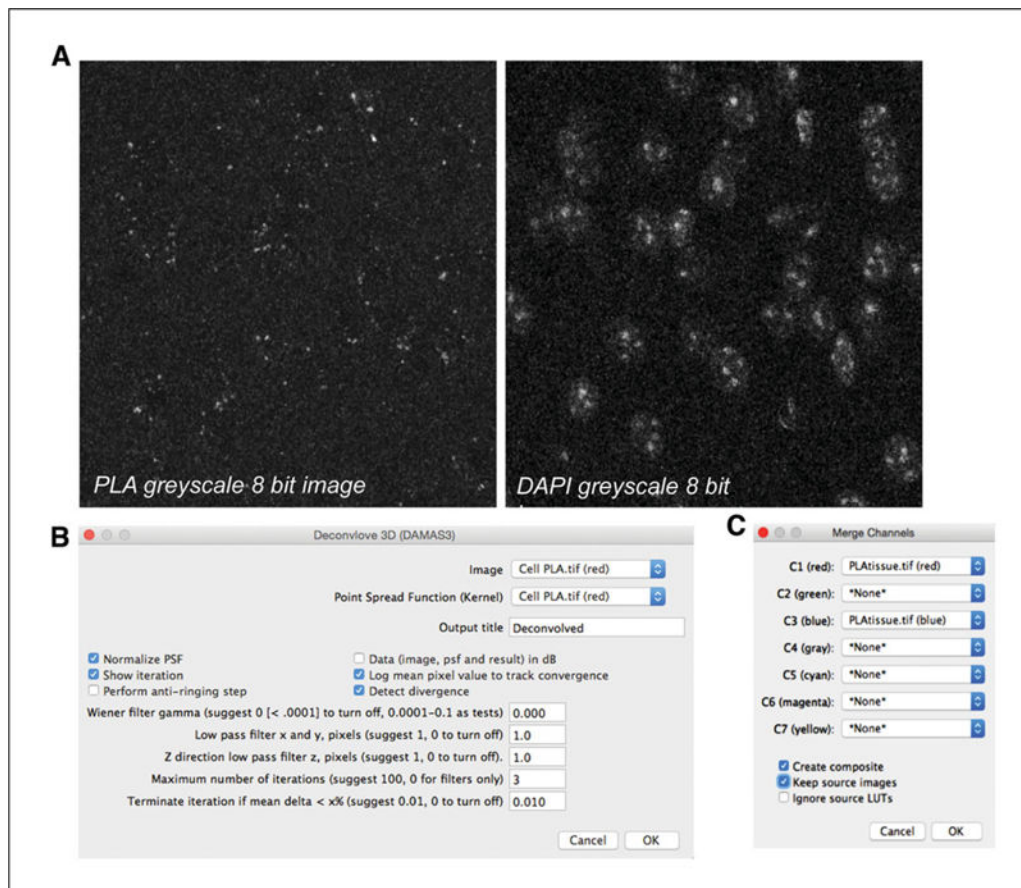 A
PLA greyscale 8 bit image
DAPI greyscale 8 bit
B
Deconvlove 3D (DAMAS3)
Image Cell PLA.tif (red)
Point Spread Function (Kernel) Cell PLA.tif (red)
Output title Deconvolved
Normalize PSF Data (image, psf and result) in dB
Show iteration Log mean pixel value to track convergence
Perform anti-ringing step Detect divergence
Wiener filter gamma (suggest 0 [< .0001] to turn off, 0.0001-0.1 as tests) 0.000
Low pass filter x and y, pixels (suggest 1, 0 to turn off) 1.0
Z direction low pass filter z, pixels (suggest 1, 0 to turn off). 1.0
Maximum number of iterations (suggest 100, 0 for filters only) 3
Terminate iteration if mean delta < x% (suggest 0.01, 0 to turn off) 0.010
Cancel OK
C
Merge Channels
C1 (red): PLAtissue.tif (red)
C2 (green): *None*
C3 (blue): PLAtissue.tif (blue)
C4 (gray): *None*
C5 (cyan): *None*
C6 (magenta): *None*
C7 (yellow): *None*
Create composite
Keep source images
Ignore source LUTs
Cancel OK